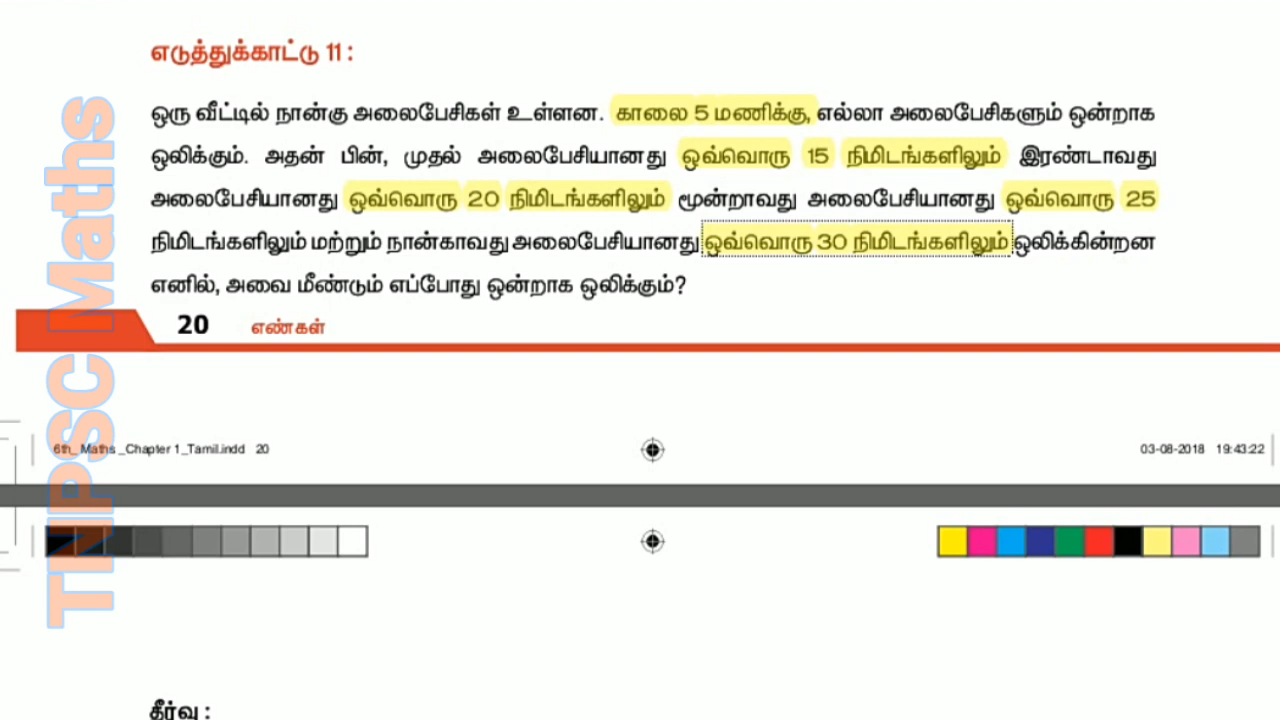 எடுத்துக்காட்டு 11 :
ஒரு வீட்டில் நான்கு அலைபேசிகள் உள்ளன. காலை 5 மணிக்கு, எல்லா அலைபேசிகளும் ஒன்றாக
ஒலிக்கும். அதன் பின், முதல் அலைபேசியானது ஒவ்வொரு 15 நிமிடங்களிலும் இரண்டாவது
அலைபேசியானது ஒவ்வொரு 20 நிமிடங்களிலும் மூன்றாவது அலைபேசியானது ஒவ்வொரு 25
நிமிடங்களிலும் மற்றும் நான்காவது அலைபேசியானது ஒவ்வொரு 30 நிமிடங்களிலும் ஒலிக்கின்றன
எனில், அவை மீண்டும் எப்போது ஒன்றாக ஒலிக்கும்?
20 எண்கள்
6th_ Maths _Chapter 1_Tamil.indd 20
03-08-2018 19:43:22
தீர்வு :
TNPSC Maths